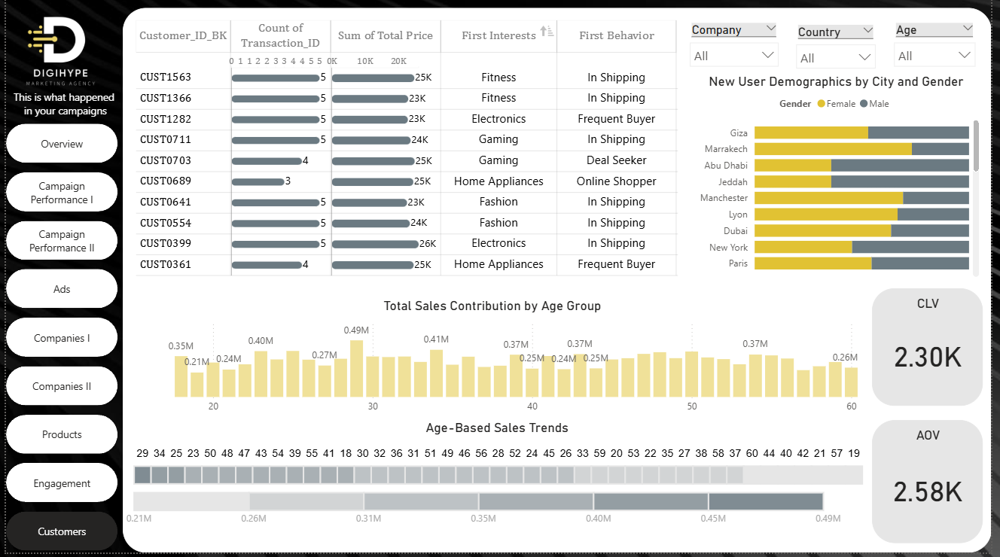 DIGIHYPE
MARKETING AGENCY
This is what happened
in your campaigns
Overview
Campaign
Performance I
Campaign
Performance II
Ads
Companies I
Companies II
Products
Engagement
Customers
Customer_ID_BK Count of Transaction_ID Sum of Total Price First Interests First Behavior
0 1 1 2 2 3 3 4 4 5 5 0K 10K 20K
CUST1563 5 25K Fitness In Shipping
CUST1366 5 23K Fitness In Shipping
CUST1282 5 23K Electronics Frequent Buyer
CUST0711 5 24K Gaming In Shipping
CUST0703 4 25K Gaming Deal Seeker
CUST0689 3 25K Home Appliances Online Shopper
CUST0641 5 23K Fashion In Shipping
CUST0554 5 24K Fashion In Shipping
CUST0399 5 26K Electronics In Shipping
CUST0361 4 25K Home Appliances Frequent Buyer
Company Country Age
All All All
New User Demographics by City and Gender
Gender Female Male
Giza
Marrakech
Abu Dhabi
Jeddah
Manchester
Lyon
Dubai
New York
Paris
Total Sales Contribution by Age Group
0.35M 0.21M 0.24M 0.40M 0.27M 0.49M 0.41M 0.37M 0.25M 0.24M 0.37M 0.25M 0.37M 0.26M
20 30 40 50 60
Age-Based Sales Trends
29 34 25 23 50 48 47 43 54 39 55 41 18 30 32 36 31 51 49 46 56 28 52 24 45 26 33 59 20 53 22 35 27 38 58 37 60 44 40 42 21 57 19
0.21M 0.26M 0.31M 0.35M 0.40M 0.45M 0.49M
CLV
2.30K
AOV
2.58K